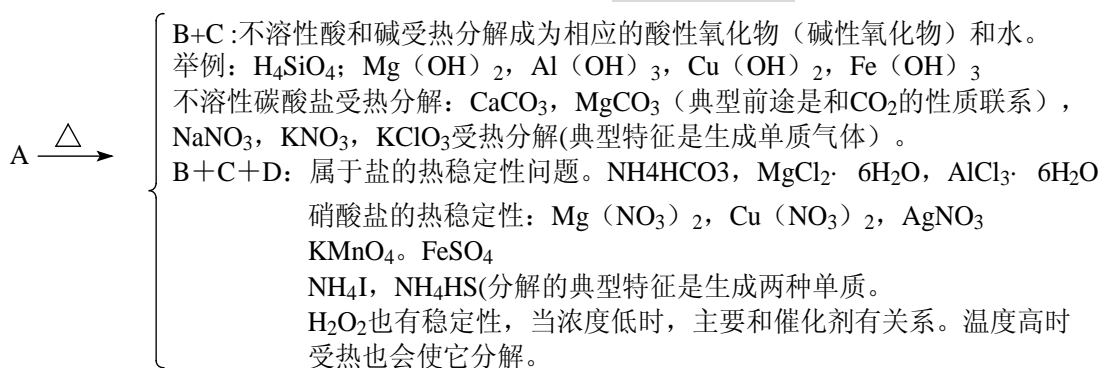 B+C :不溶性酸和碱受热分解成为相应的酸性氧化物（碱性氧化物）和水。
举例：H₄SiO₄；Mg（OH）₂，Al（OH）₃，Cu（OH）₂，Fe（OH）₃
不溶性碳酸盐受热分解：CaCO₃，MgCO₃（典型前途是和CO₂的性质联系），
NaNO₃，KNO₃，KClO₃受热分解(典型特征是生成单质气体）。
A △
B＋C＋D：属于盐的热稳定性问题。NH4HCO3，MgCl₂· 6H₂O，AlCl₃· 6H₂O
硝酸盐的热稳定性：Mg（NO₃）₂，Cu（NO₃）₂，AgNO₃
KMnO₄。FeSO₄
NH₄I，NH₄HS(分解的典型特征是生成两种单质。
H₂O₂也有稳定性，当浓度低时，主要和催化剂有关系。温度高时
受热也会使它分解。